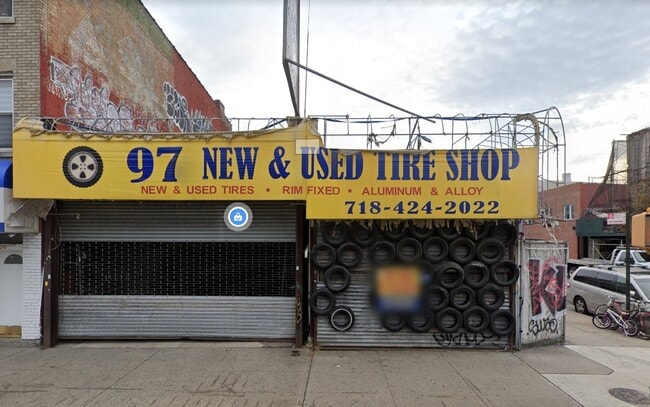 97 NEW & USED TIRE SHOP
NEW & USED TIRES • RIM FIXED • ALUMINUM & ALLOY
718-424-2022